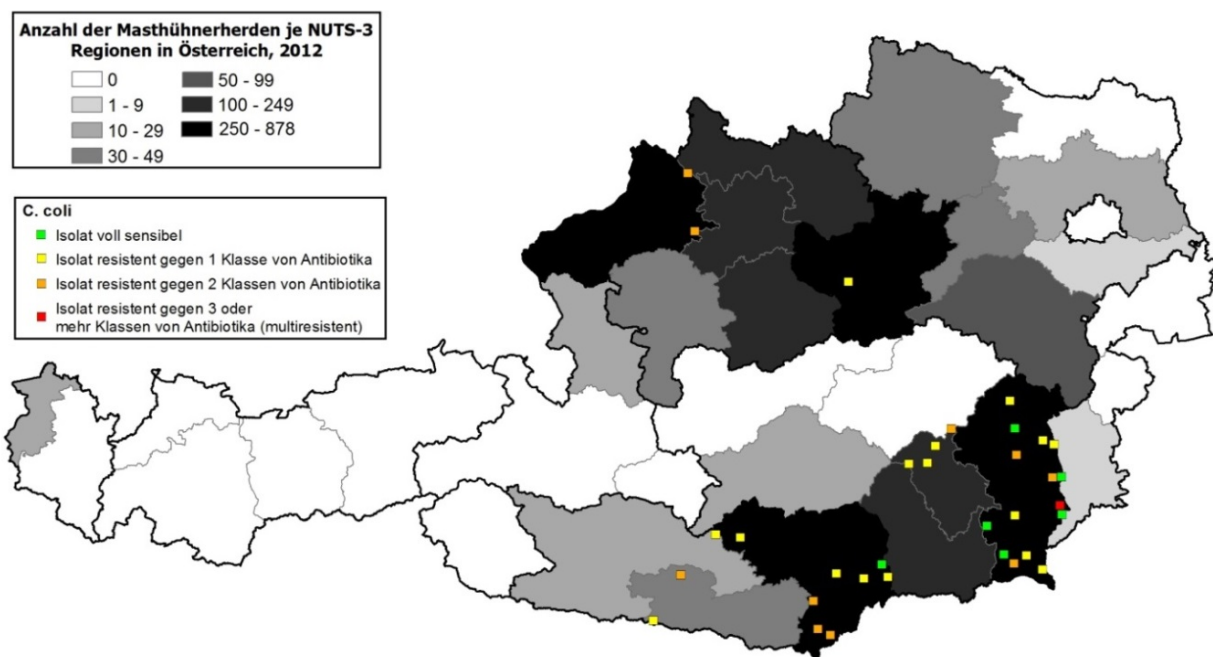 Anzahl der Masthühnerherden je NUTS-3
Regionen in Österreich, 2012
0
1 - 9
10 - 29
30 - 49
50 - 99
100 - 249
250 - 878
C. coli
Isolat voll sensibel
Isolat resistent gegen 1 Klasse von Antibiotika
Isolat resistent gegen 2 Klassen von Antibiotika
Isolat resistent gegen 3 oder
mehr Klassen von Antibiotika (multiresistent)